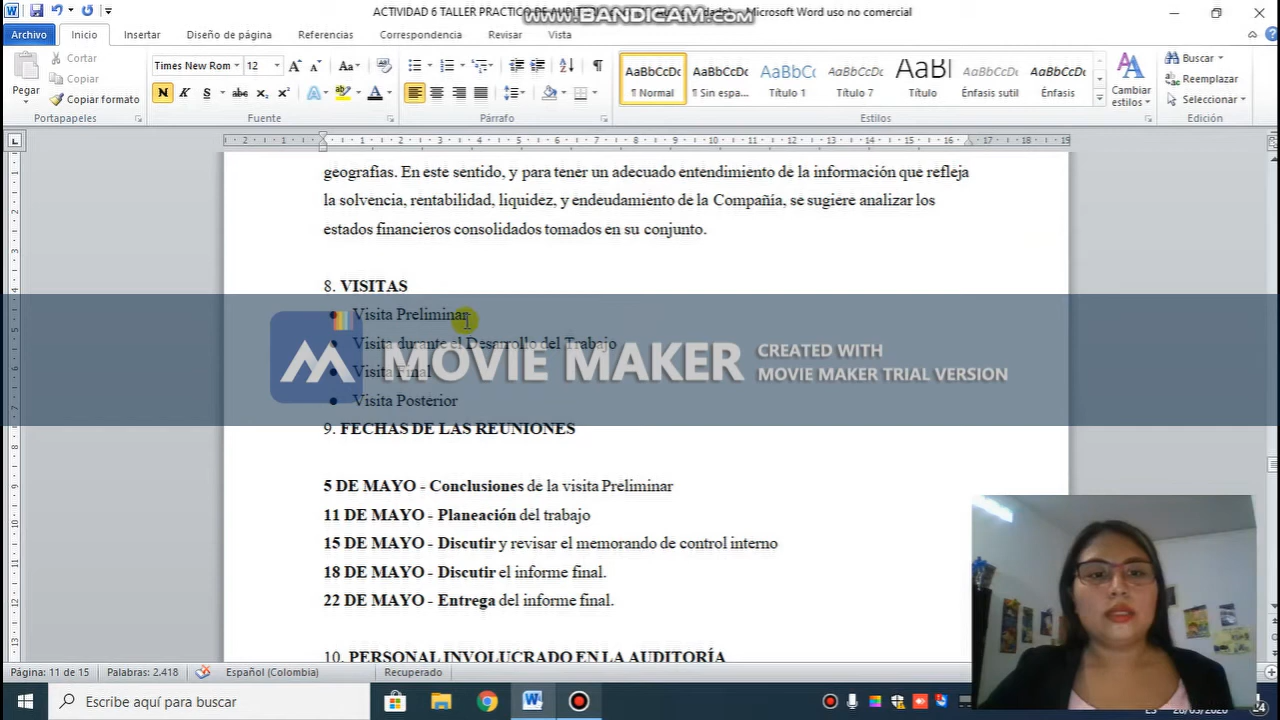 ACTIVIDAD 6 TALLER PRACTICO DE AUDITORIA
Microsoft Word uso no comercial
www.BANDICAM.com
Archivo
Inicio
Insertar
Diseño de página
Referencias
Correspondencia
Revisar
Vista
Pegar
Cortar
Copiar
Copiar formato
Portapapeles
Times New Rom
12
N K S abc x₂ x²
Fuente
Párrafo
AaBbCcDc
¶ Normal
AaBbCcDc
¶ Sin espa...
AaBbCc
Título 1
AaBbCcDc
Título 7
AaBl
Título
AaBbCcDc
Énfasis sutil
AaBbCcDc
Énfasis
Cambiar estilos
Estilos
Buscar
Reemplazar
Seleccionar
Edición
geografías. En este sentido, y para tener un adecuado entendimiento de la información que refleja
la solvencia, rentabilidad, liquidez, y endeudamiento de la Compañía, se sugiere analizar los
estados financieros consolidados tomados en su conjunto.
8. VISITAS
• Visita Preliminar
• Visita durante el Desarrollo del Trabajo
• Visita Final
• Visita Posterior
MOVIE MAKER
CREATED WITH
MOVIE MAKER TRIAL VERSION
9. FECHAS DE LAS REUNIONES
5 DE MAYO - Conclusiones de la visita Preliminar
11 DE MAYO - Planeación del trabajo
15 DE MAYO - Discutir y revisar el memorando de control interno
18 DE MAYO - Discutir el informe final.
22 DE MAYO - Entrega del informe final.
10. PERSONAL INVOLUCRADO EN LA AUDITORÍA
Página: 11 de 15
Palabras: 2.418
Español (Colombia)
Recuperado
Escribe aquí para buscar